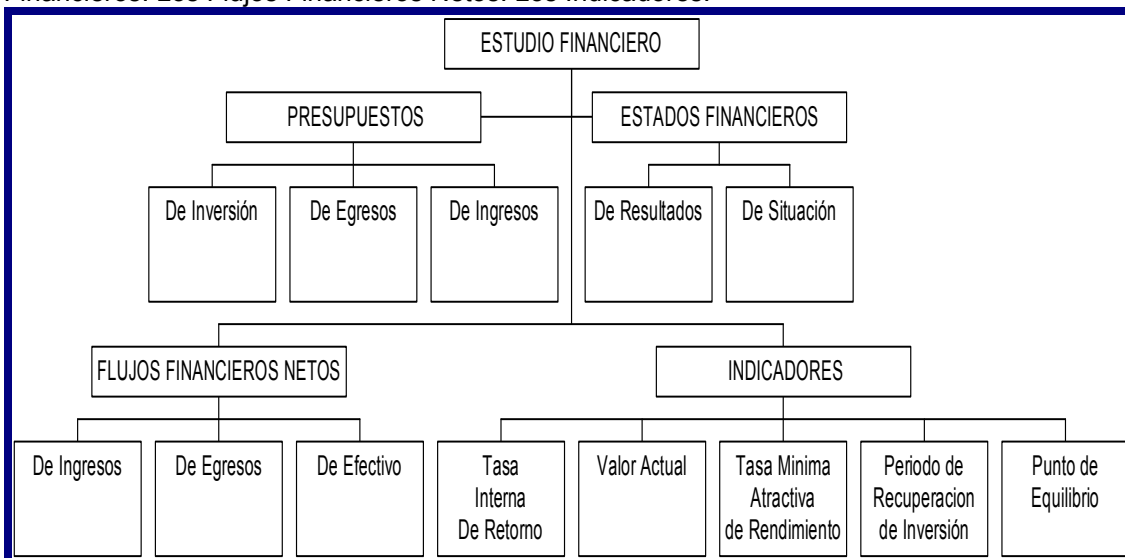 Financieros. Los Flujos Financieros Netos. Los Indicadores.
ESTUDIO FINANCIERO
PRESUPUESTOS
ESTADOS FINANCIEROS
De Inversión
De Egresos
De Ingresos
De Resultados
De Situación
FLUJOS FINANCIEROS NETOS
INDICADORES
De Ingresos
De Egresos
De Efectivo
Tasa
Interna
De Retorno
Valor Actual
Tasa Minima
Atractiva
de Rendimiento
Periodo de
Recuperacion
de Inversión
Punto de
Equilibrio